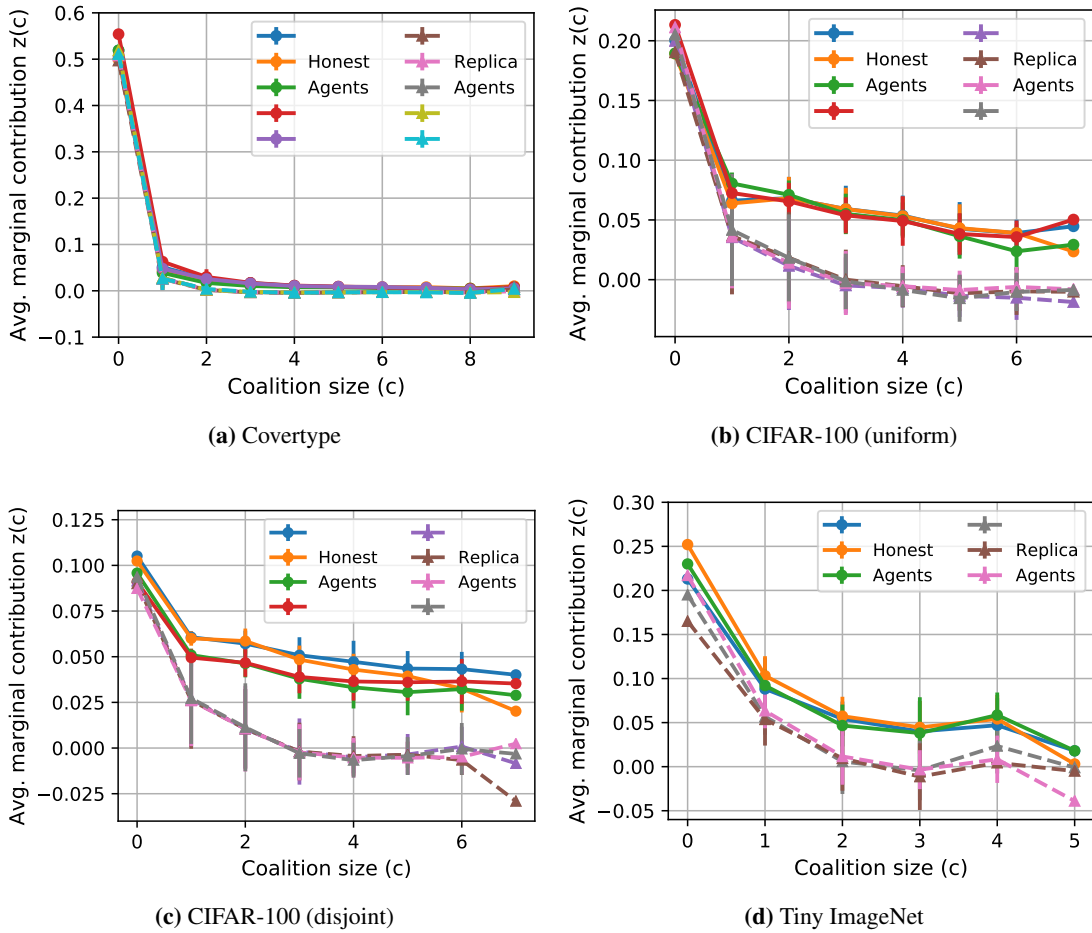 Avg. marginal contribution z(c)
0.6
0.5
0.4
0.3
0.2
0.1
0.0
−0.1
Honest
Agents
Replica
Agents
0 2 4 6 8
Coalition size (c)
(a) Covertype
Avg. marginal contribution z(c)
0.20
0.15
0.10
0.05
0.00
Honest
Agents
Replica
Agents
0 2 4 6
Coalition size (c)
(b) CIFAR-100 (uniform)
Avg. marginal contribution z(c)
0.125
0.100
0.075
0.050
0.025
0.000
−0.025
Honest
Agents
Replica
Agents
0 2 4 6
Coalition size (c)
(c) CIFAR-100 (disjoint)
Avg. marginal contribution z(c)
0.30
0.25
0.20
0.15
0.10
0.05
0.00
−0.05
Honest
Agents
Replica
Agents
0 1 2 3 4 5
Coalition size (c)
(d) Tiny ImageNet